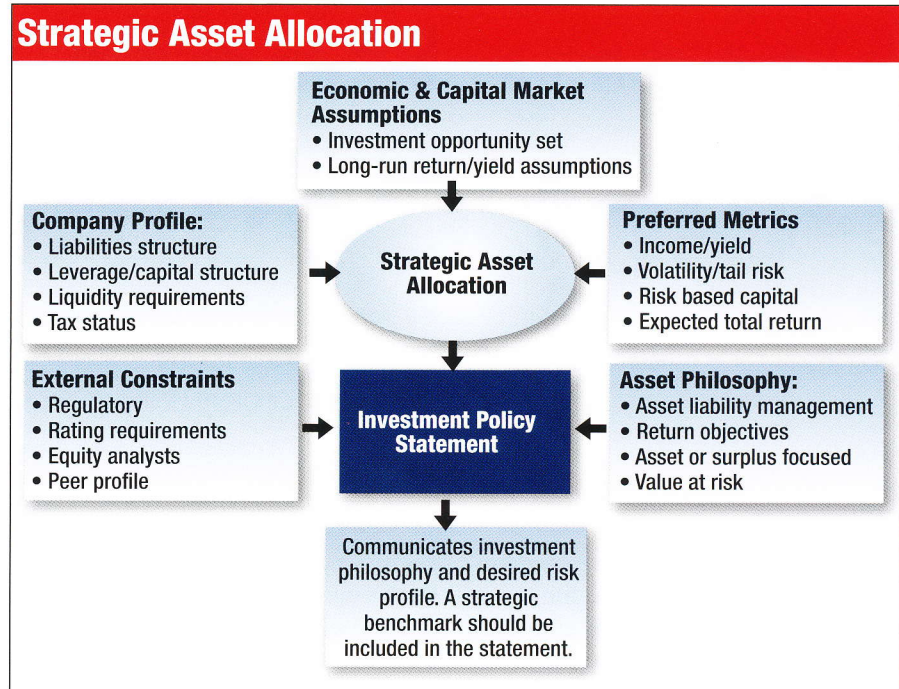 Strategic Asset Allocation
Economic & Capital Market
Assumptions
• Investment opportunity set
• Long-run return/yield assumptions
Company Profile:
• Liabilities structure
• Leverage/capital structure
• Liquidity requirements
• Tax status
Strategic Asset
Allocation
Preferred Metrics
• Income/yield
• Volatility/tail risk
• Risk based capital
• Expected total return
External Constraints
• Regulatory
• Rating requirements
• Equity analysts
• Peer profile
Investment Policy
Statement
Asset Philosophy:
• Asset liability management
• Return objectives
• Asset or surplus focused
• Value at risk
Communicates investment
philosophy and desired risk
profile. A strategic
benchmark should be
included in the statement.